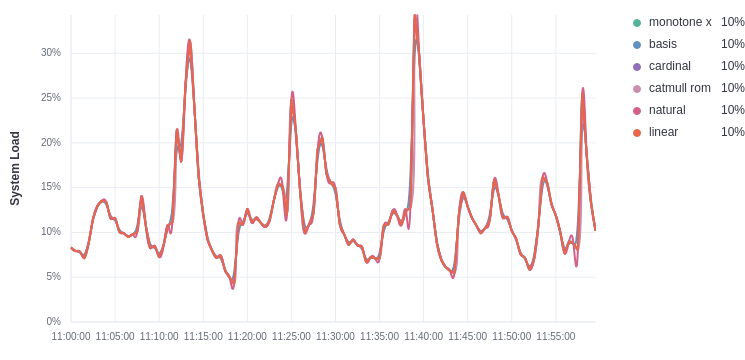 monotone x 10%
basis 10%
cardinal 10%
catmull rom 10%
natural 10%
linear 10%
System Load
30%
25%
20%
15%
10%
5%
0%
11:00:00 11:05:00 11:10:00 11:15:00 11:20:00 11:25:00 11:30:00 11:35:00 11:40:00 11:45:00 11:50:00 11:55:00